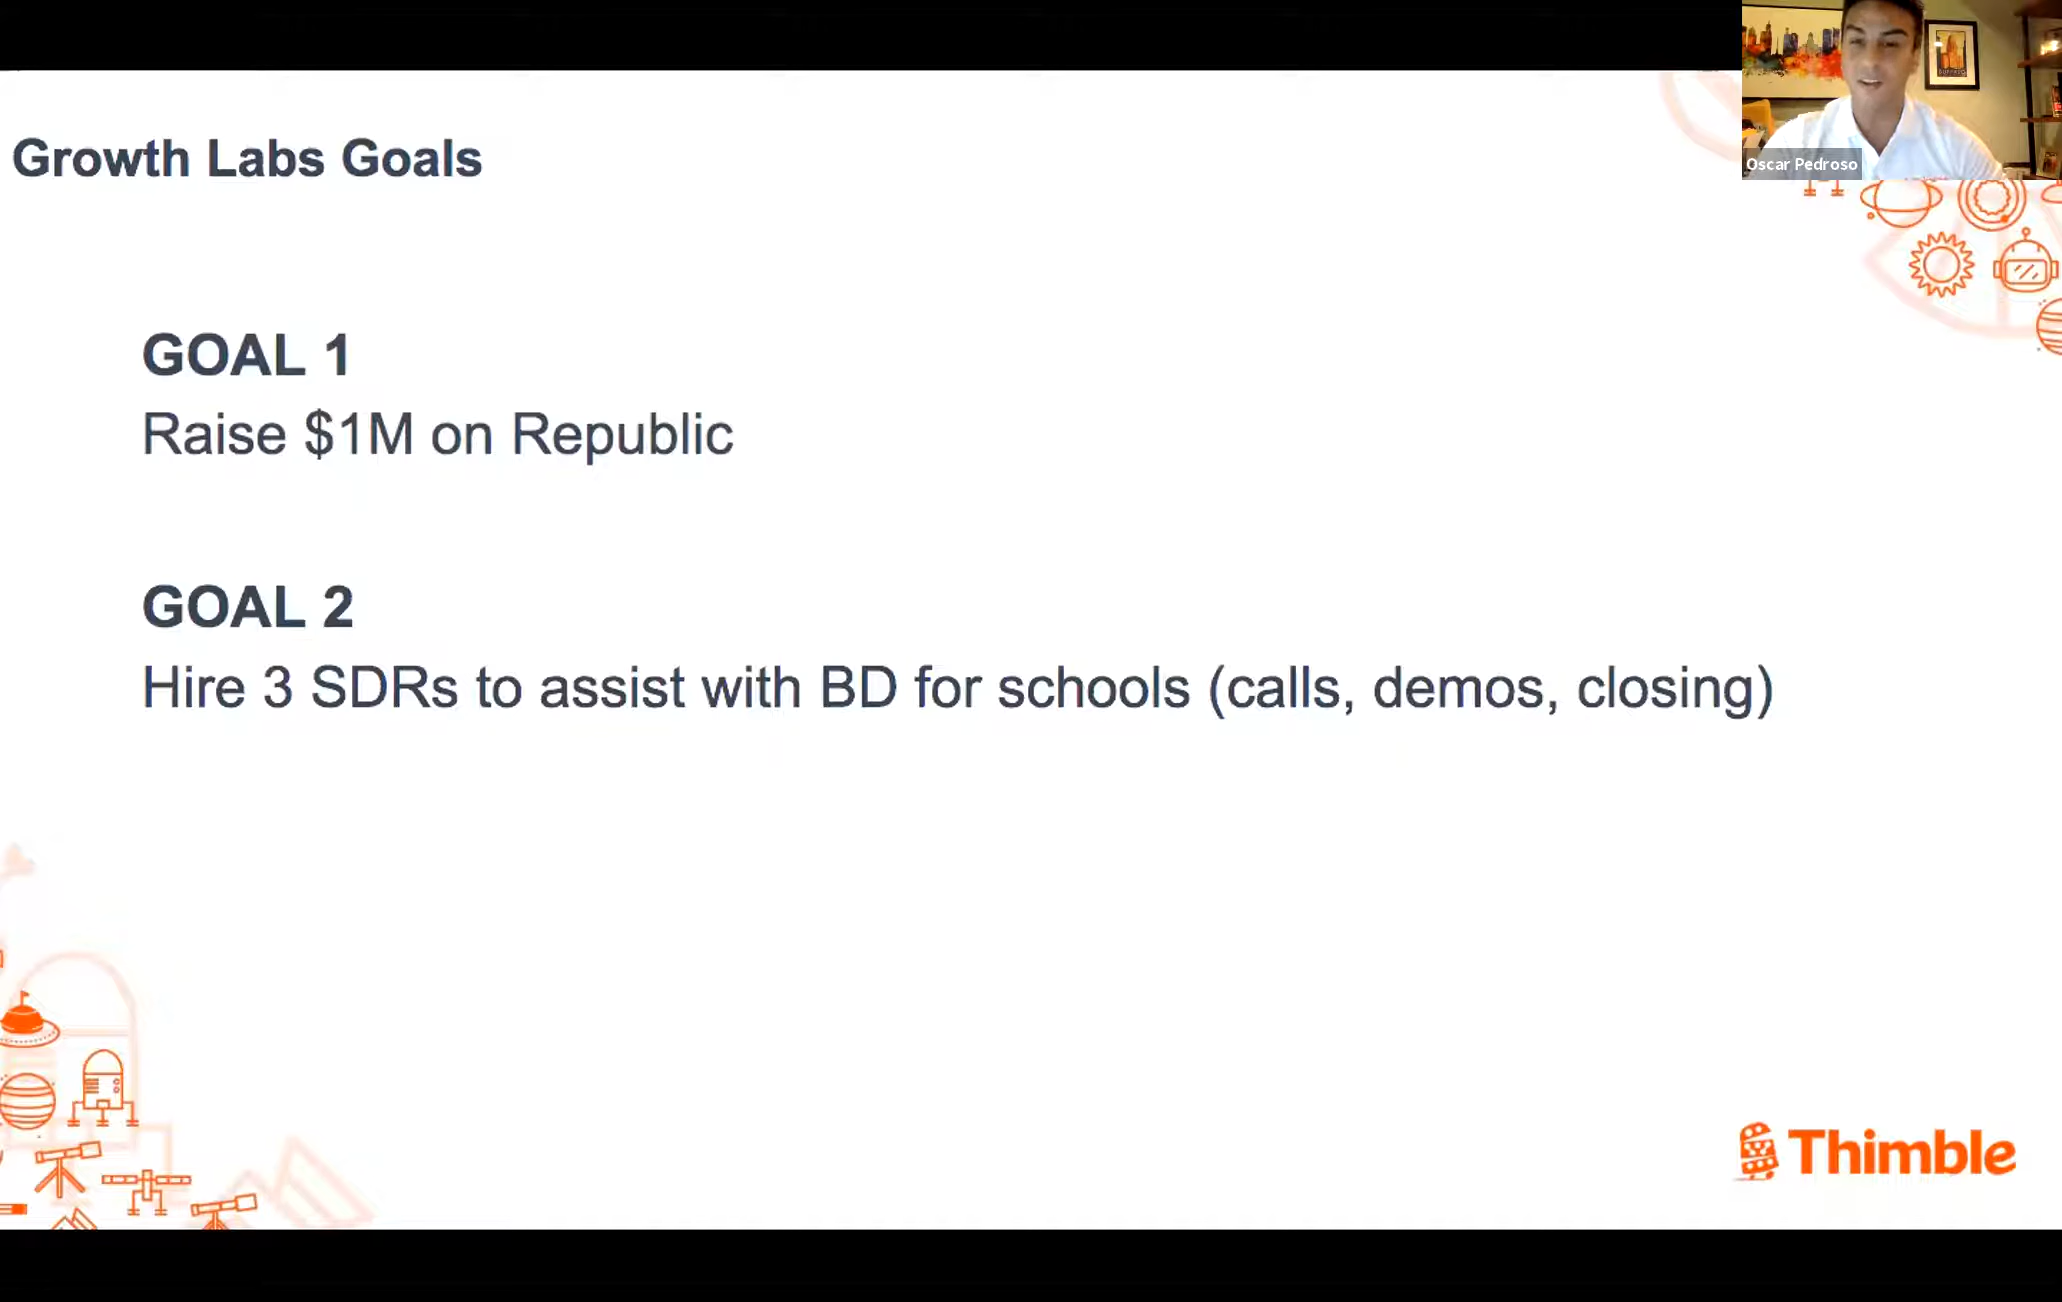 Growth Labs Goals
Oscar Pedroso
GOAL 1
Raise $1M on Republic
GOAL 2
Hire 3 SDRs to assist with BD for schools (calls, demos, closing)
Thimble